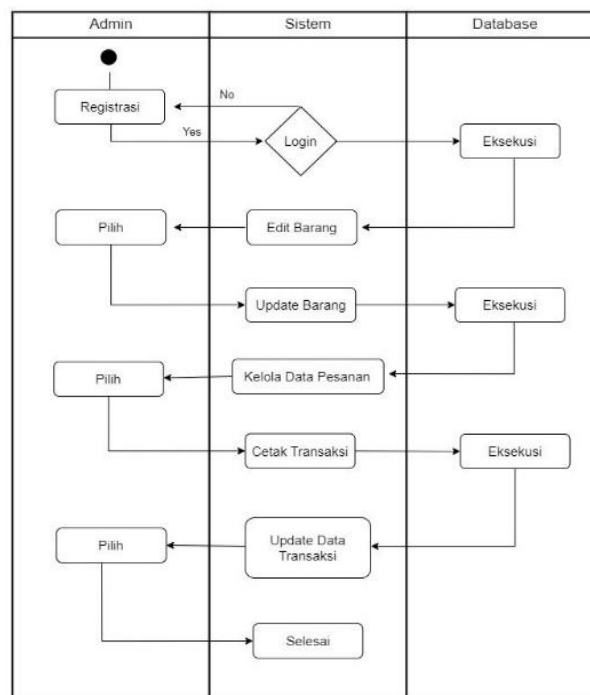 Admin
Sistem
Database
No
Registrasi
Yes
Login
Eksekusi
Pilih
Edit Barang
Update Barang
Eksekusi
Pilih
Kelola Data Pesanan
Cetak Transaksi
Eksekusi
Pilih
Update Data
Transaksi
Selesai